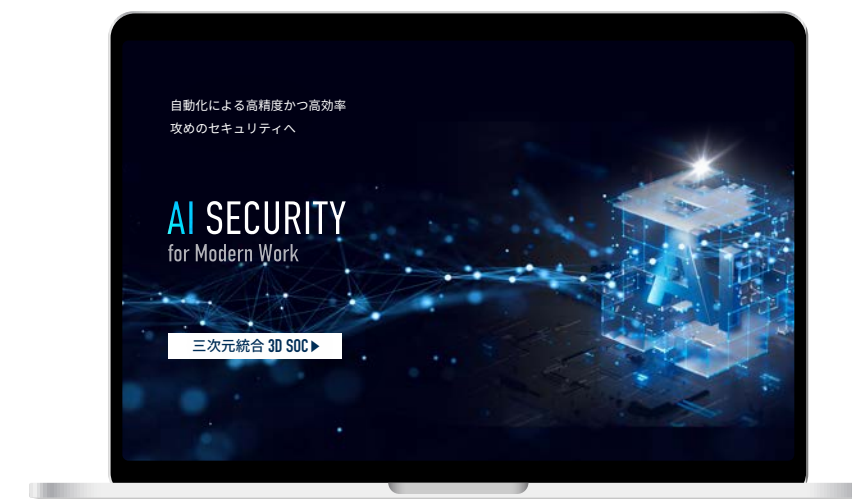 自動化による高精度かつ高効率
攻めのセキュリティへ
AI SECURITY
for Modern Work
三次元統合 3D SOC▶
AI